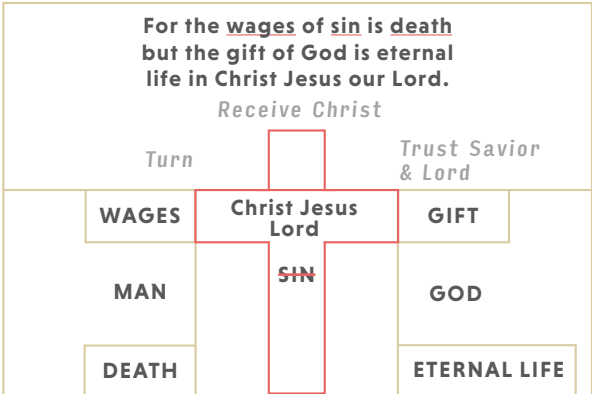 For the wages of sin is death
but the gift of God is eternal
life in Christ Jesus our Lord.
Receive Christ
Turn
Trust Savior
& Lord
WAGES
Christ Jesus
Lord
GIFT
SIN
MAN
GOD
DEATH
ETERNAL LIFE